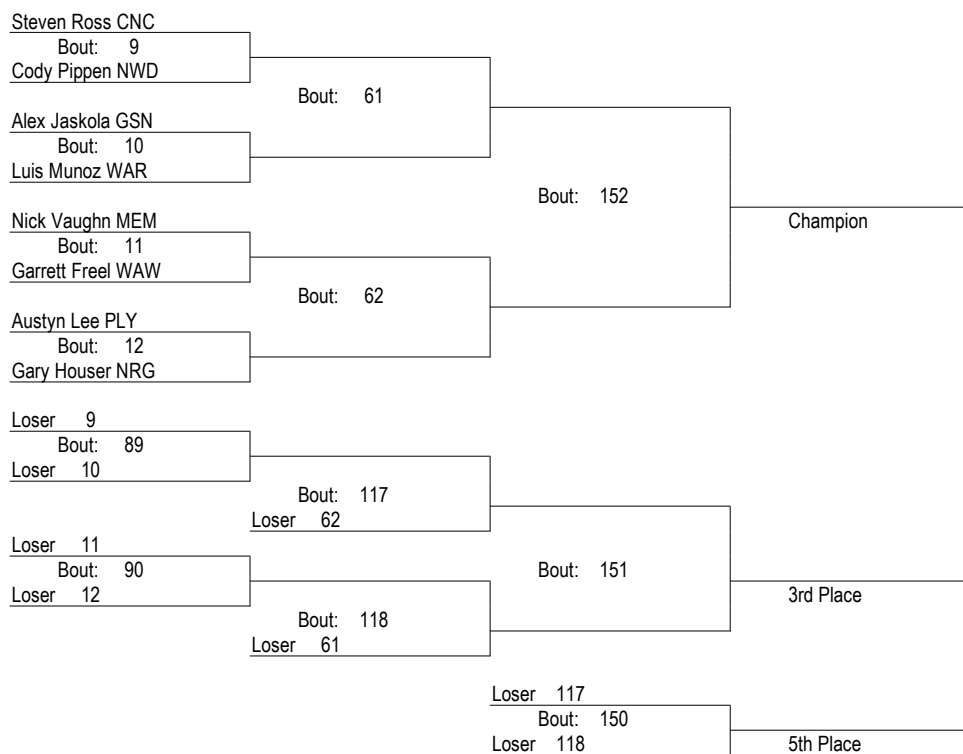 Steven Ross CNC
Bout: 9
Cody Pippen NWD
Bout: 61
Alex Jaskola GSN
Bout: 10
Luis Munoz WAR
Bout: 152
Nick Vaughn MEM
Champion
Bout: 11
Garrett Freel WAW
Bout: 62
Austyn Lee PLY
Bout: 12
Gary Houser NRG
Loser 9
Bout: 89
Loser 10
Bout: 117
Loser 62
Loser 11
Bout: 90
Bout: 151
Loser 12
3rd Place
Bout: 118
Loser 61
Loser 117
Bout: 150
Loser 118
5th Place